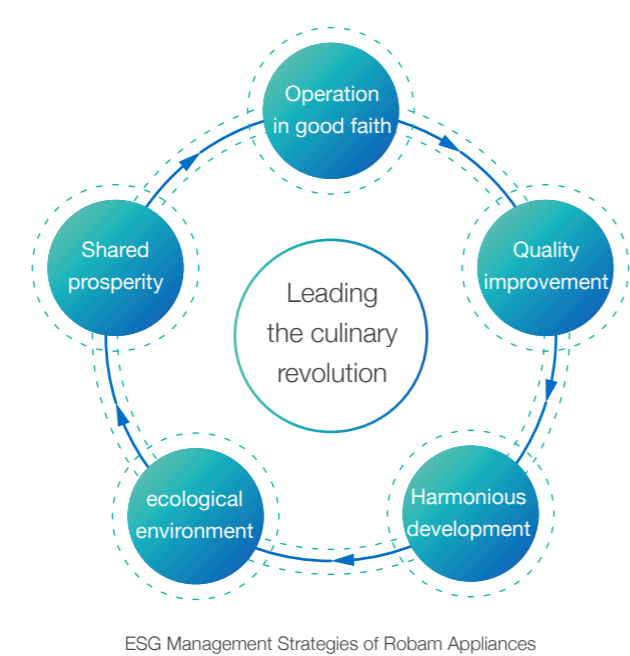 Operation
in good faith
Quality
improvement
Harmonious
development
ecological
environment
Shared
prosperity
Leading
the culinary
revolution
ESG Management Strategies of Robam Appliances